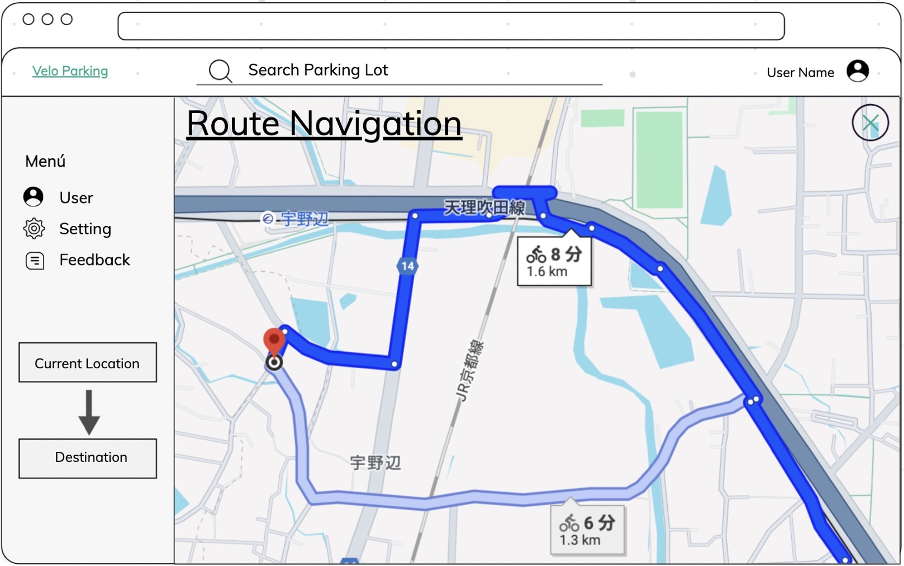 Velo Parking
Search Parking Lot
User Name
Route Navigation
Menú
User
Setting
Feedback
Current Location
Destination
宇野辺
天理吹田線
8 分
1.6 km
14
JR京都線
宇野辺
6 分
1.3 km